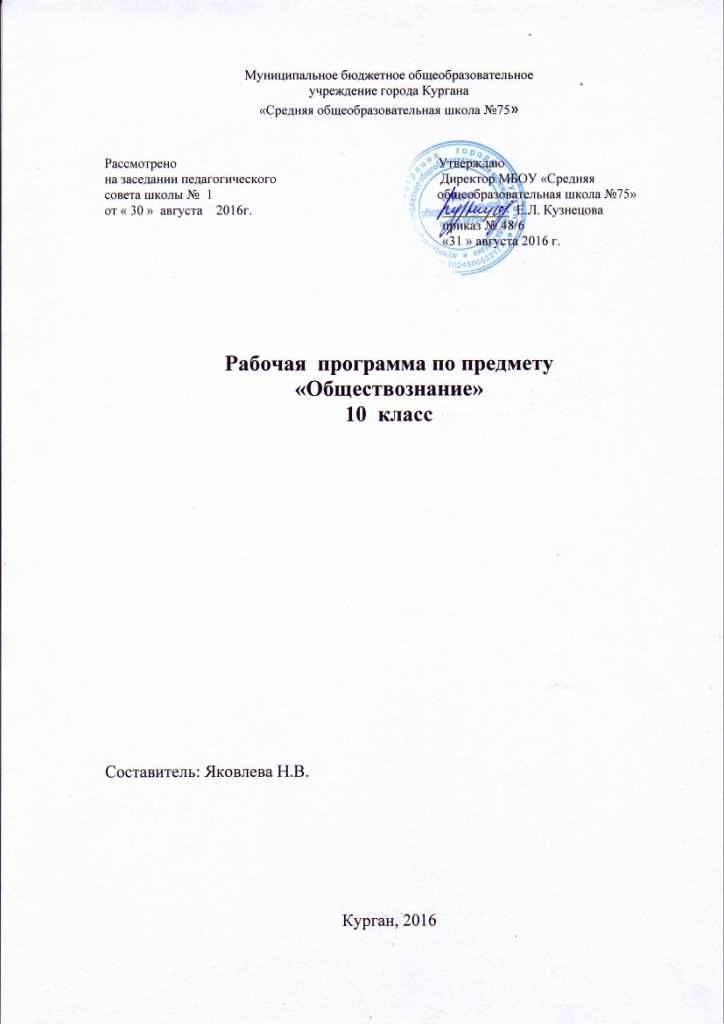 Муниципальное бюджетное общеобразовательное
учреждение города Кургана
«Средняя общеобразовательная школа №75»
Рассмотрено
на заседании педагогического
совета школы № 1
от « 30 » августа 2016г.
Утверждаю
Директор МБОУ «Средняя
общеобразовательная школа №75»
Е.Л. Кузнецова
приказ № 48/6
«31 » августа 2016 г.
Рабочая программа по предмету
«Обществознание»
10 класс
Составитель: Яковлева Н.В.
Курган, 2016